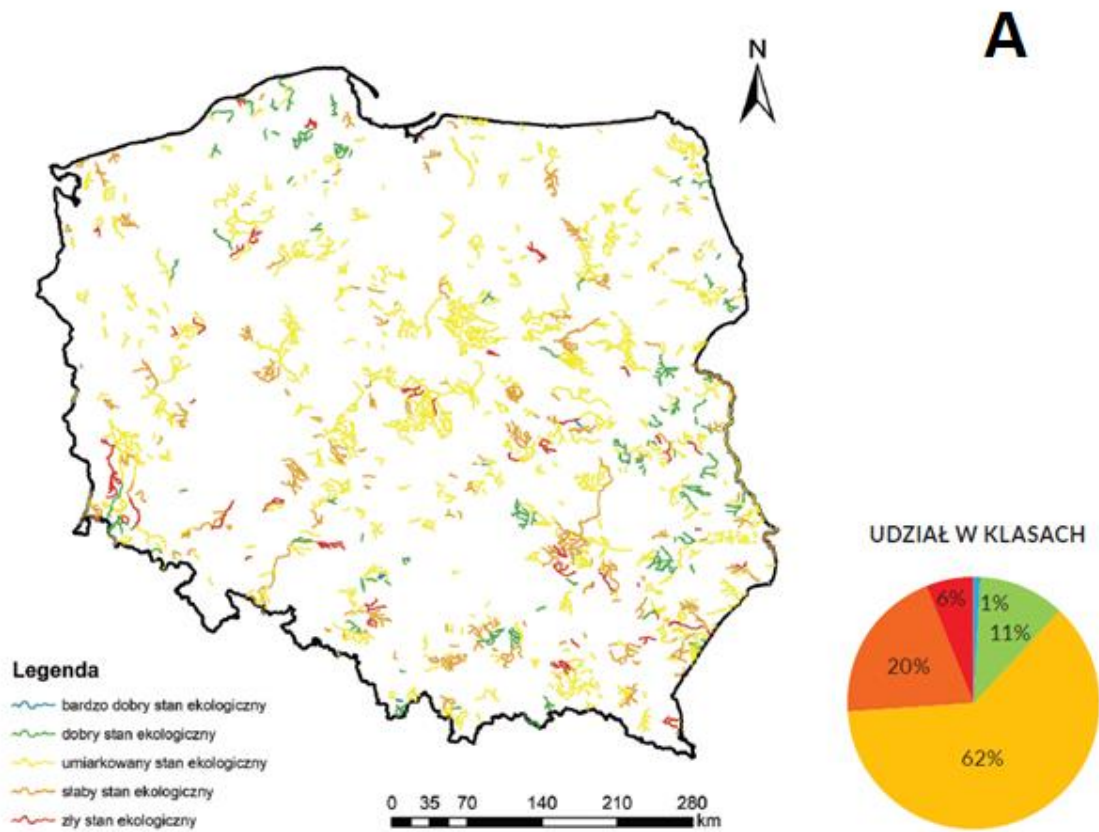 A
N
UDZIAŁ W KLASACH
6%
1%
11%
20%
62%
Legenda
bardzo dobry stan ekologiczny
dobry stan ekologiczny
umiarkowany stan ekologiczny
słaby stan ekologiczny
zły stan ekologiczny
0 35 70 140 210 280
km